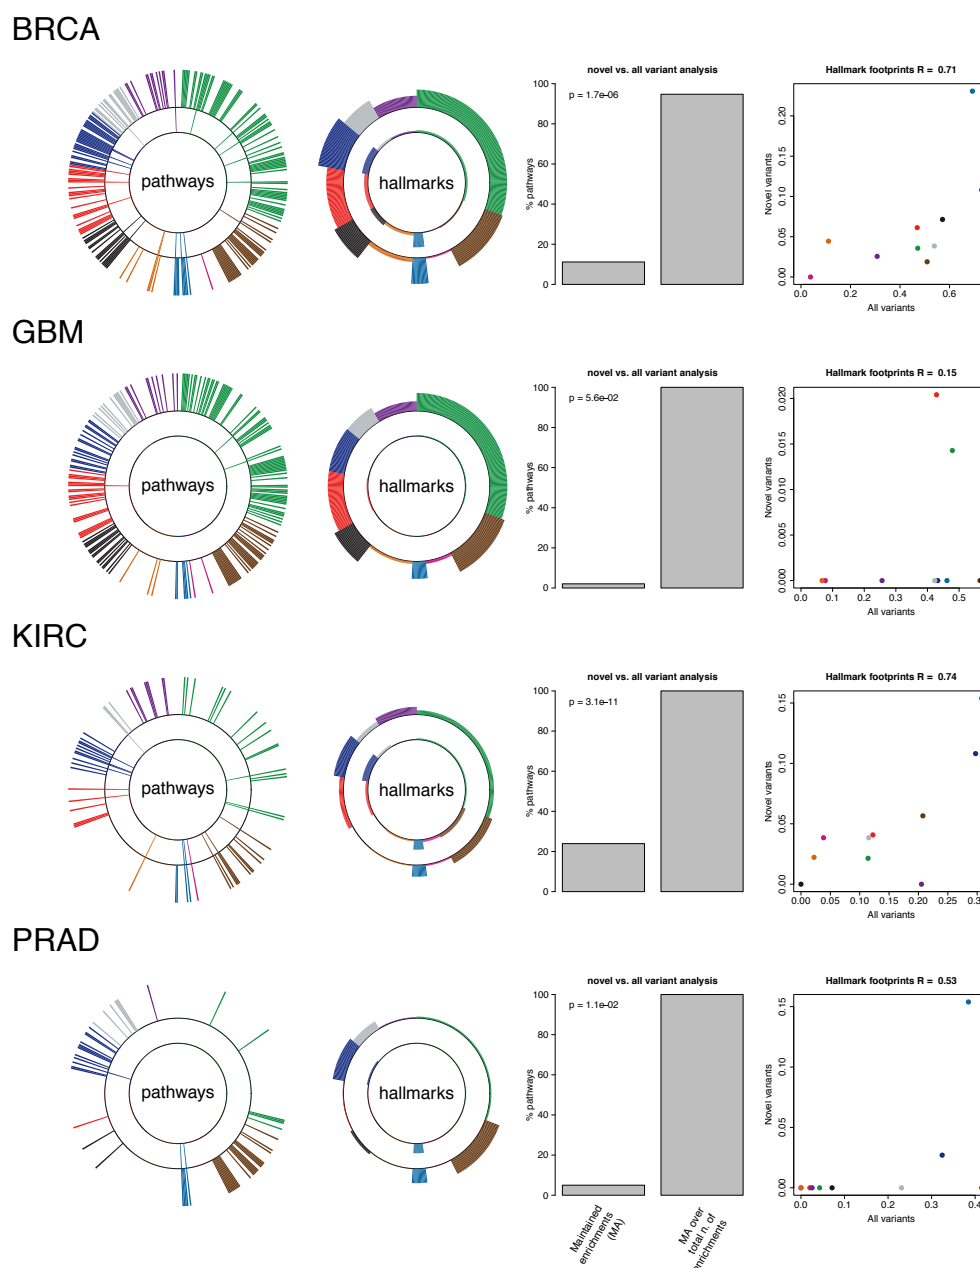 BRCA
pathways
hallmarks
novel vs. all variant analysis
p = 1.7e-06
% pathways
0
20
40
60
80
100
Hallmark footprints R = 0.71
Novel variants
0.00
0.05
0.10
0.15
0.20
0.0
0.2
0.4
0.6
All variants
GBM
pathways
hallmarks
novel vs. all variant analysis
p = 5.6e-02
% pathways
0
20
40
60
80
100
Hallmark footprints R = 0.15
Novel variants
0.000
0.005
0.010
0.015
0.020
0.0
0.1
0.2
0.3
0.4
0.5
All variants
KIRC
pathways
hallmarks
novel vs. all variant analysis
p = 3.1e-11
% pathways
0
20
40
60
80
100
Hallmark footprints R = 0.74
Novel variants
0.00
0.05
0.10
0.15
0.00
0.05
0.10
0.15
0.20
0.25
0.3
All variants
PRAD
pathways
hallmarks
novel vs. all variant analysis
p = 1.1e-02
% pathways
0
20
40
60
80
100
Maintained
enrichments
(MA)
MA over
total n. of
enrichments
Hallmark footprints R = 0.53
Novel variants
0.00
0.05
0.10
0.15
0.0
0.1
0.2
0.3
0.4
All variants